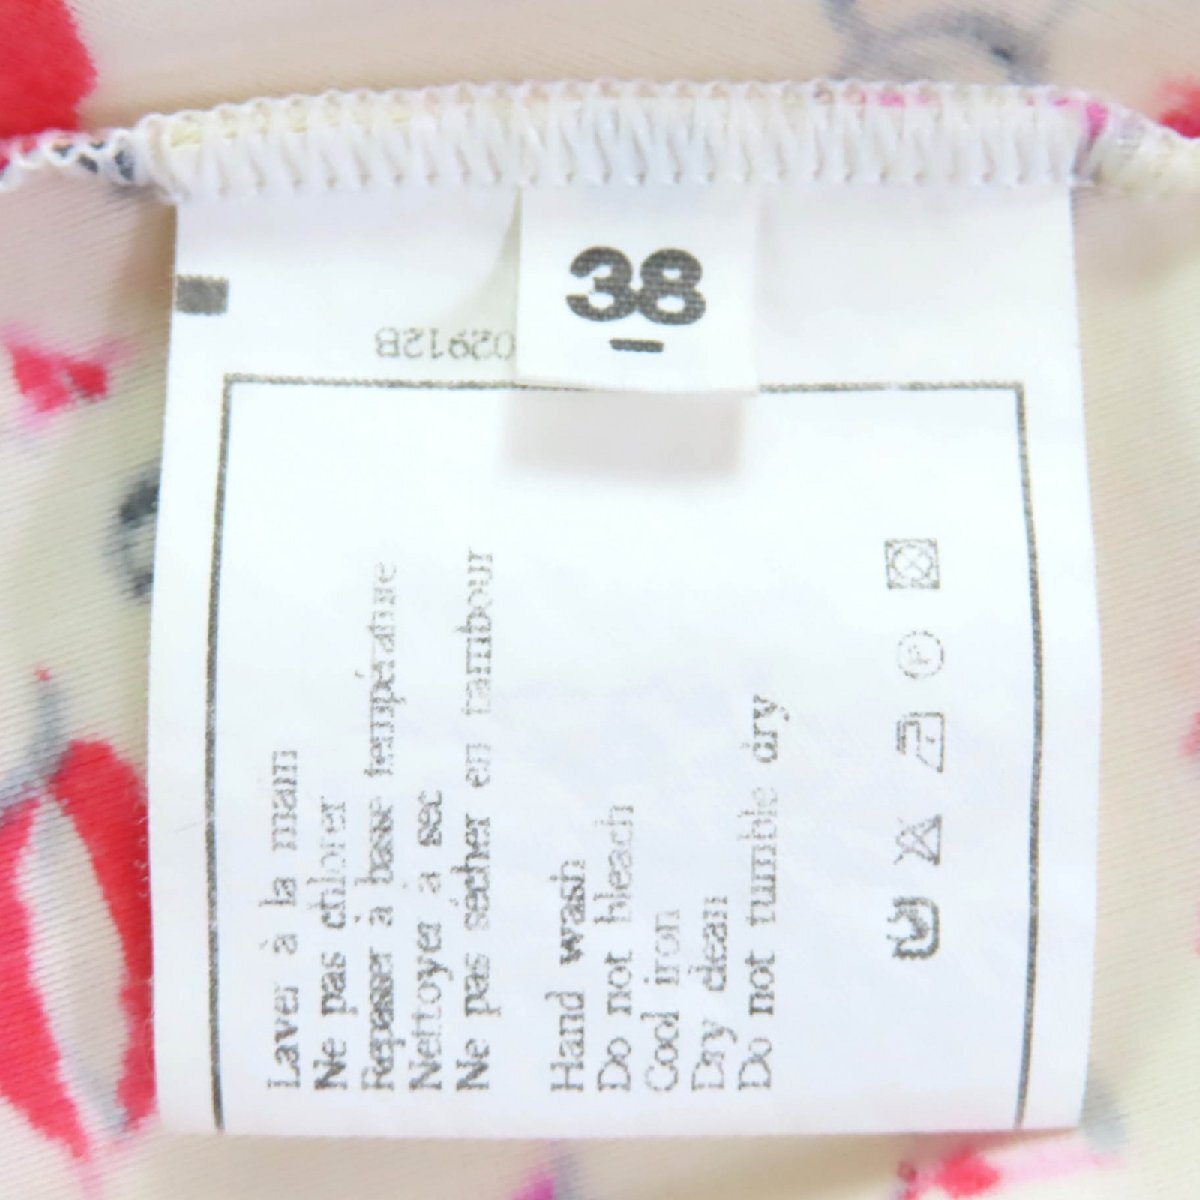 38
02912B
Laver à la main
Ne pas chlorer
Repasser à basse température
Nettoyer à sec
Ne pas sécher en tambour
Hand wash
Do not bleach
Cool iron
Dry clean
Do not tumble dry
P